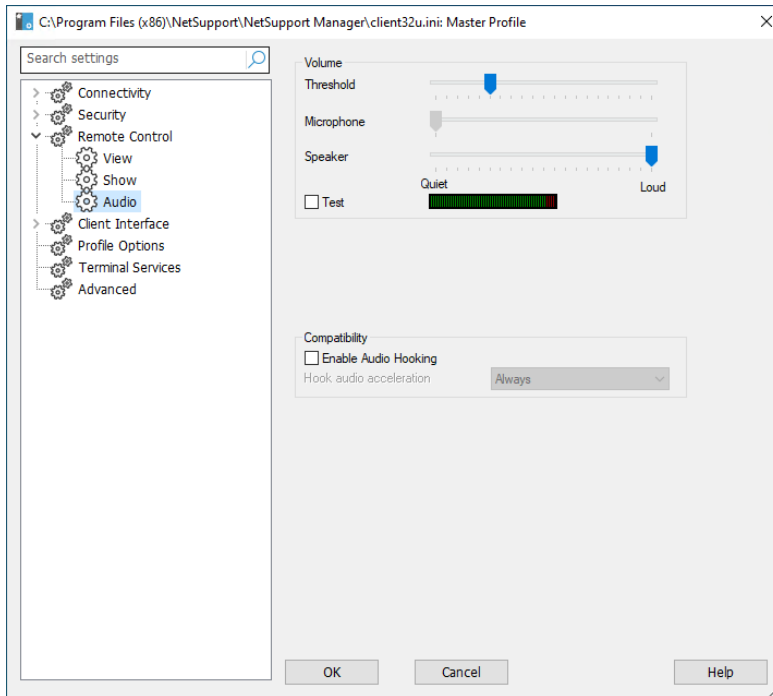 C:\Program Files (x86)\NetSupport\NetSupport Manager\client32u.ini: Master Profile
Search settings
Connectivity
Security
Remote Control
View
Show
Audio
Client Interface
Profile Options
Terminal Services
Advanced
Volume
Threshold
Microphone
Speaker
Quiet
Loud
Test
Compatibility
Enable Audio Hooking
Hook audio acceleration
Always
OK
Cancel
Help